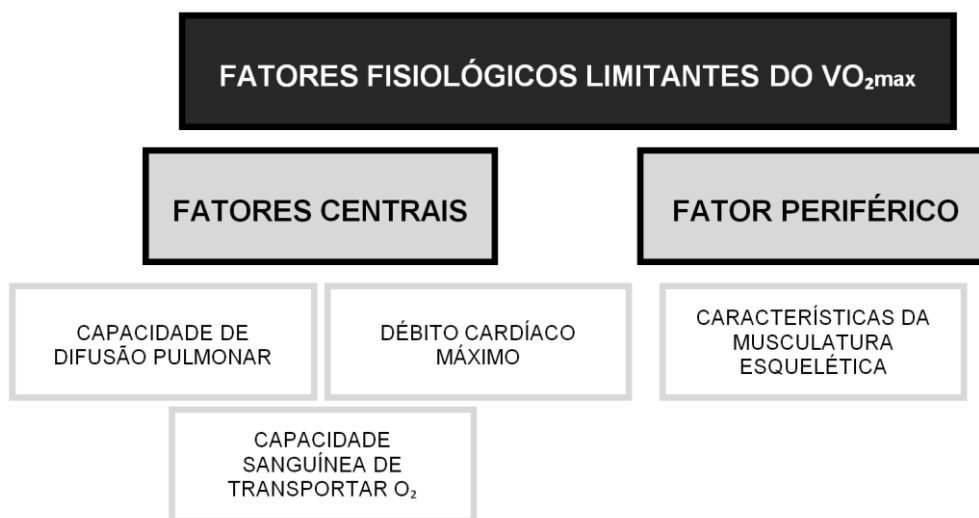 FATORES FISIOLÓGICOS LIMITANTES DO VO₂max
FATORES CENTRAIS
FATOR PERIFÉRICO
CAPACIDADE DE
DIFUSÃO PULMONAR
DÉBITO CARDÍACO
MÁXIMO
CARACTERÍSTICAS DA
MUSCULATURA
ESQUELÉTICA
CAPACIDADE
SANGUÍNEA DE
TRANSPORTAR O₂